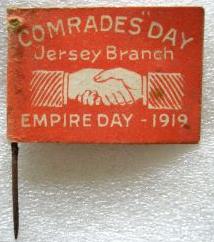 "COMRADES" DAY
Jersey Branch
EMPIRE DAY - 1919